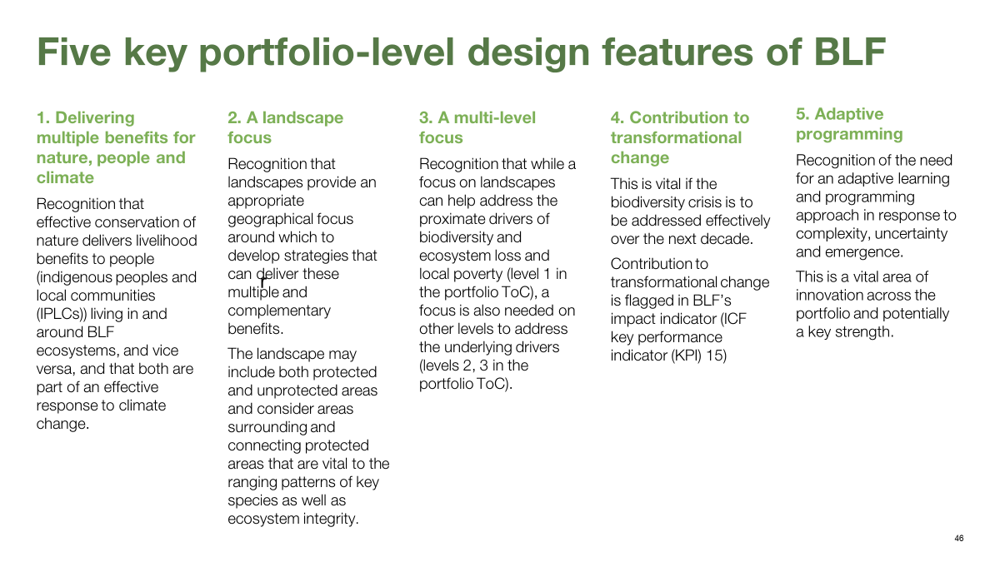 Five key portfolio-level design features of BLF
1. Delivering
multiple benefits for
nature, people and
climate
Recognition that
effective conservation of
nature delivers livelihood
benefits to people
(indigenous peoples and
local communities
(IPLCs)) living in and
around BLF
ecosystems, and vice
versa, and that both are
part of an effective
response to climate
change.
2. A landscape
focus
Recognition that
landscapes provide an
appropriate
geographical focus
around which to
develop strategies that
can deliver these
r
multiple and
complementary
benefits.
The landscape may
include both protected
and unprotected areas
and consider areas
surrounding and
connecting protected
areas that are vital to the
ranging patterns of key
species as well as
ecosystem integrity.
3. A multi-level
focus
Recognition that while a
focus on landscapes
can help address the
proximate drivers of
biodiversity and
ecosystem loss and
local poverty (level 1 in
the portfolio ToC), a
focus is also needed on
other levels to address
the underlying drivers
(levels 2, 3 in the
portfolio ToC).
4. Contribution to
transformational
change
This is vital if the
biodiversity crisis is to
be addressed effectively
over the next decade.
Contribution to
transformational change
is flagged in BLF’s
impact indicator (ICF
key performance
indicator (KPI) 15)
5. Adaptive
programming
Recognition of the need
for an adaptive learning
and programming
approach in response to
complexity, uncertainty
and emergence.
This is a vital area of
innovation across the
portfolio and potentially
a key strength.
46